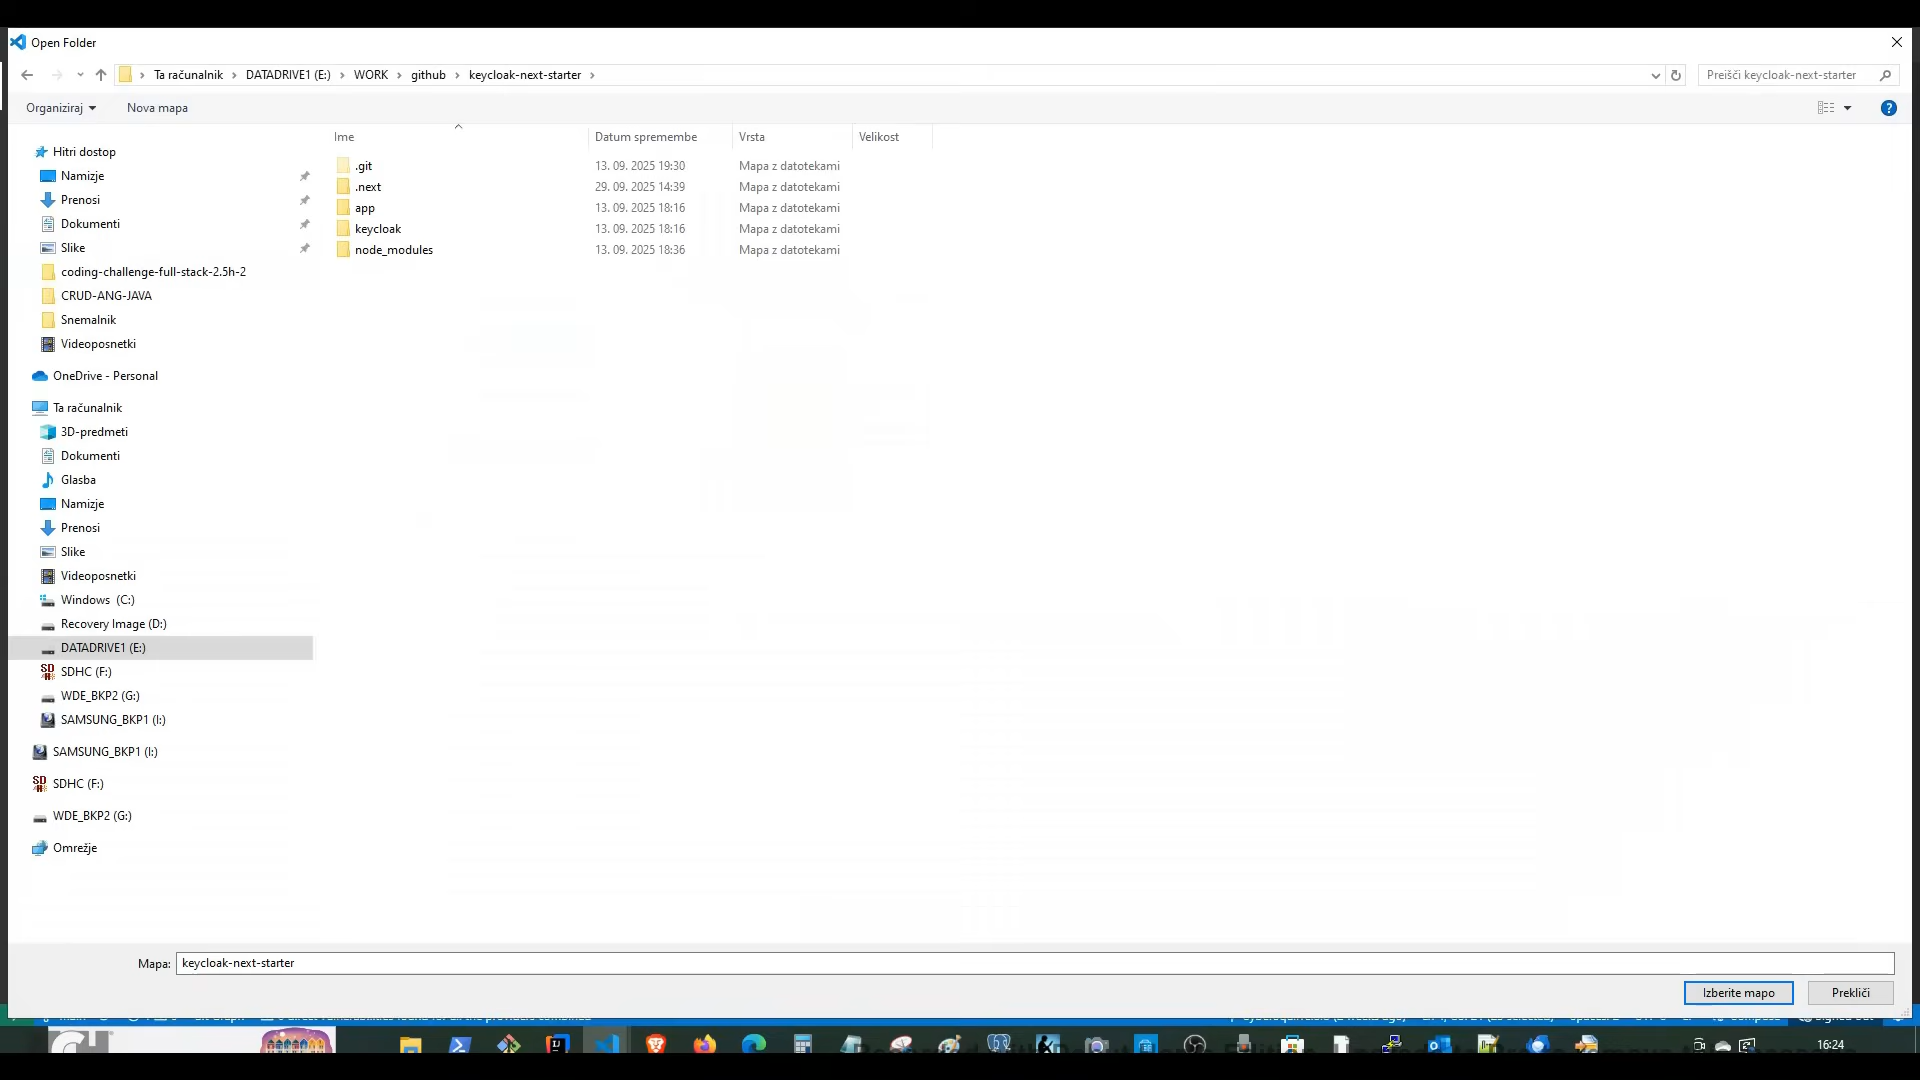 Open Folder
Ta računalnik > DATADRIVE1 (E:) > WORK > github > keycloak-next-starter >
Preišči keycloak-next-starter
Organiziraj
Nova mapa
?
Hitri dostop
Namizje
Prenosi
Dokumenti
Slike
coding-challenge-full-stack-2.5h-2
CRUD-ANG-JAVA
Snemalnik
Videoposnetki
OneDrive - Personal
Ta računalnik
3D-predmeti
Dokumenti
Glasba
Namizje
Prenosi
Slike
Videoposnetki
Windows (C:)
Recovery Image (D:)
DATADRIVE1 (E:)
SDHC (F:)
WDE_BKP2 (G:)
SAMSUNG_BKP1 (I:)
SAMSUNG_BKP1 (I:)
SDHC (F:)
WDE_BKP2 (G:)
Omrežje
Ime Datum spremembe Vrsta Velikost
.git 13. 09. 2025 19:30 Mapa z datotekami
.next 29. 09. 2025 14:39 Mapa z datotekami
app 13. 09. 2025 18:16 Mapa z datotekami
keycloak 13. 09. 2025 18:16 Mapa z datotekami
node_modules 13. 09. 2025 18:36 Mapa z datotekami
Mapa: keycloak-next-starter
Izberite mapo
Prekliči
16:24